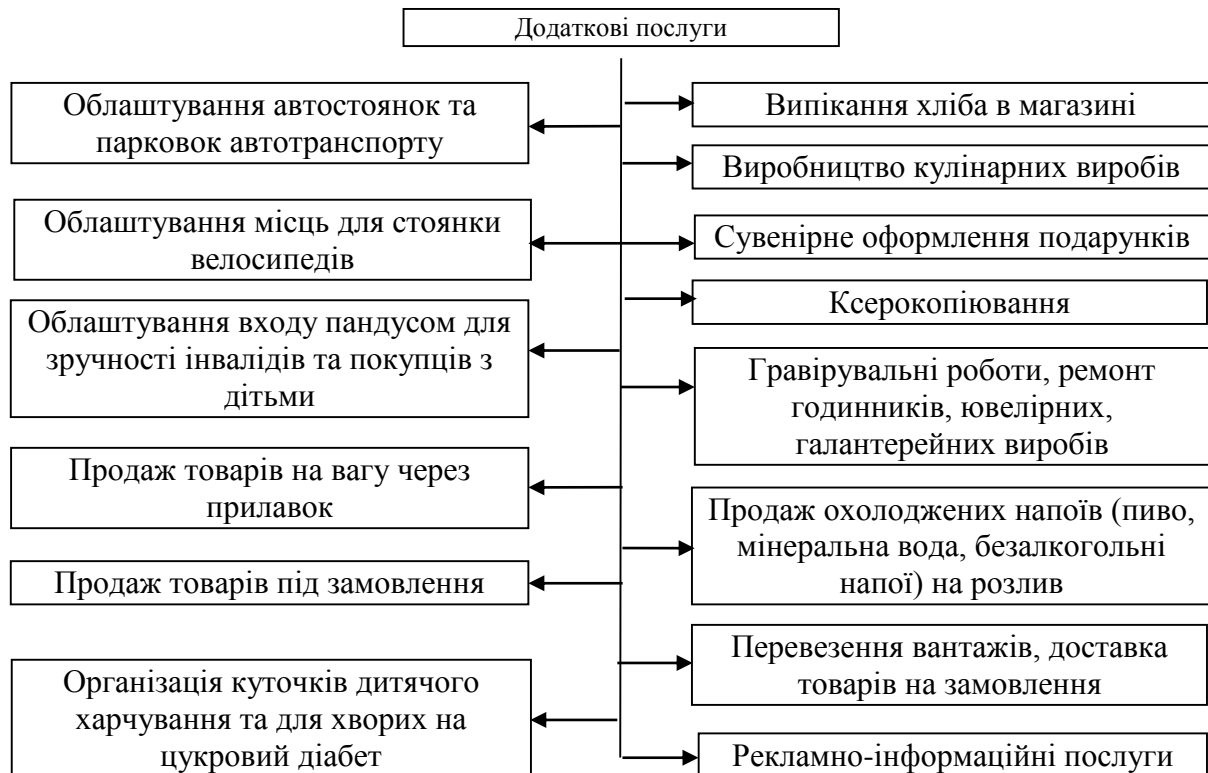 Додаткові послуги
Облаштування автостоянок та
парковок автотранспорту
Облаштування місць для стоянки
велосипедів
Облаштування входу пандусом для
зручності інвалідів та покупців з
дітьми
Продаж товарів на вагу через
прилавок
Продаж товарів під замовлення
Організація куточків дитячого
харчування та для хворих на
цукровий діабет
Випікання хліба в магазині
Виробництво кулінарних виробів
Сувенірне оформлення подарунків
Ксерокопіювання
Гравірувальні роботи, ремонт
годинників, ювелірних,
галантерейних виробів
Продаж охолоджених напоїв (пиво,
мінеральна вода, безалкогольні
напої) на розлив
Перевезення вантажів, доставка
товарів на замовлення
Рекламно-інформаційні послуги